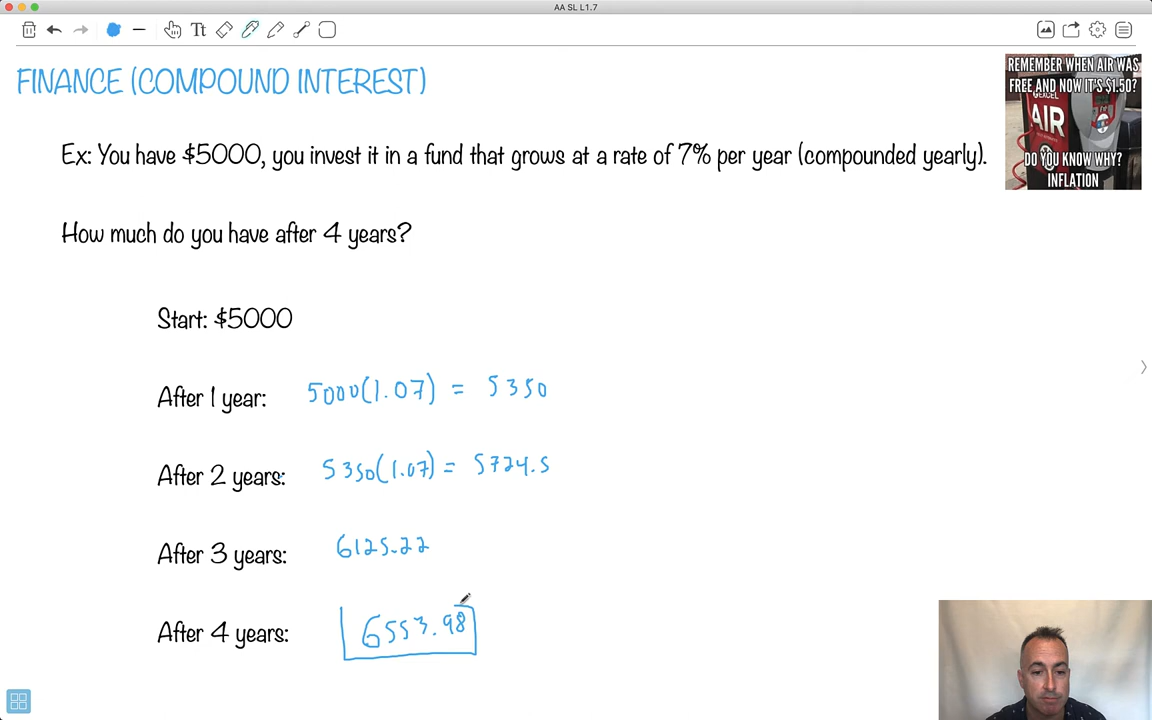 AA SL L1.7
Tt
FINANCE (COMPOUND INTEREST)
REMEMBER WHEN AIR WAS
FREE AND NOW IT'S $1.50?
AIR
DO YOU KNOW WHY?
INFLATION
Ex: You have $5000, you invest it in a fund that grows at a rate of 7% per year (compounded yearly).
How much do you have after 4 years?
Start: $5000
After 1 year: 5000(1.07) = 5350
After 2 years: 5350(1.07) = 5724.5
After 3 years: 6125.22
After 4 years: 6553.98